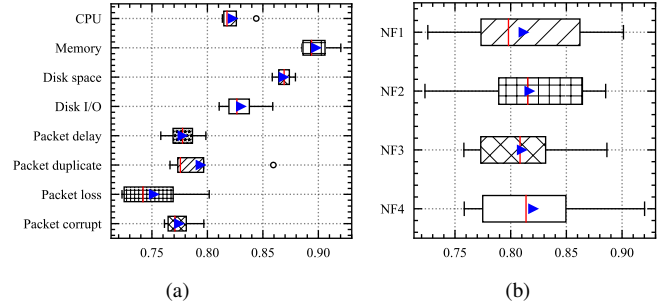 CPU
Memory
Disk space
Disk I/O
Packet delay
Packet duplicate
Packet loss
Packet corrupt
0.75 0.80 0.85 0.90
(a)
NF1
NF2
NF3
NF4
0.75 0.80 0.85 0.90
(b)